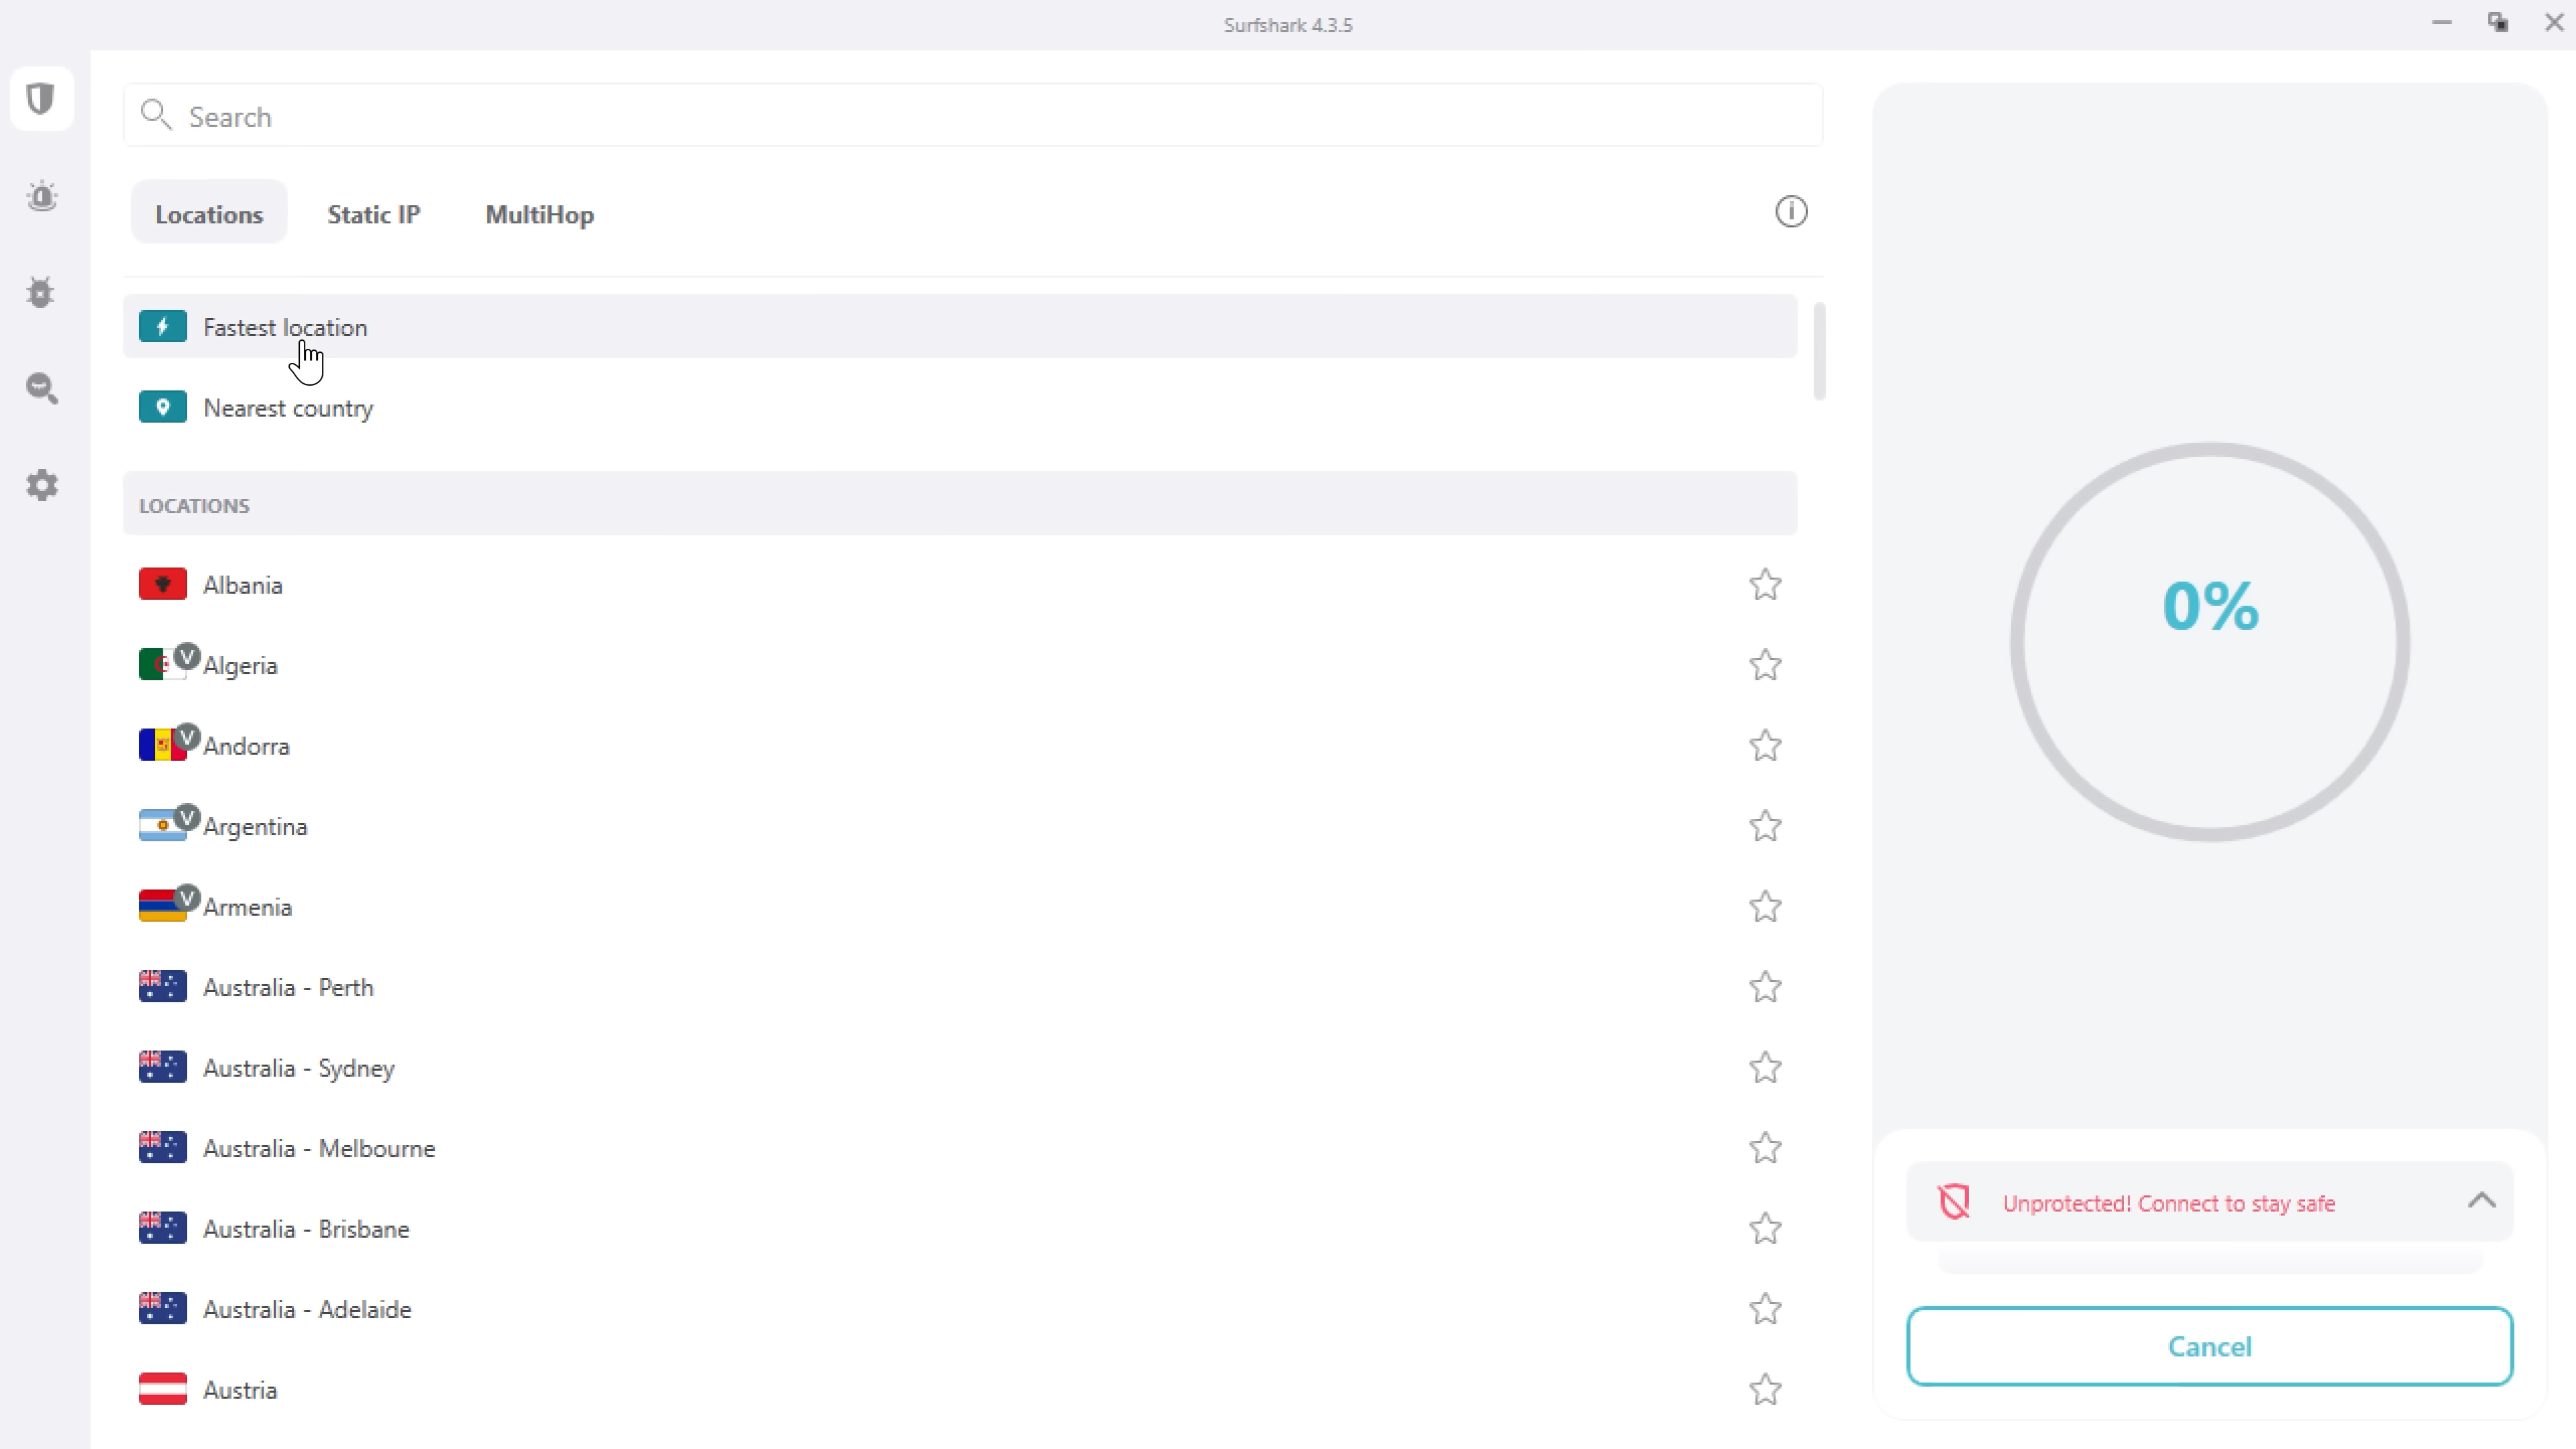 Surfshark 4.3.5
Search
Locations
Static IP
MultiHop
Fastest location
Nearest country
LOCATIONS
Albania
V
Algeria
V
Andorra
V
Argentina
V
Armenia
Australia - Perth
Australia - Sydney
Australia - Melbourne
Australia - Brisbane
Australia - Adelaide
Austria
0%
Unprotected! Connect to stay safe
Cancel